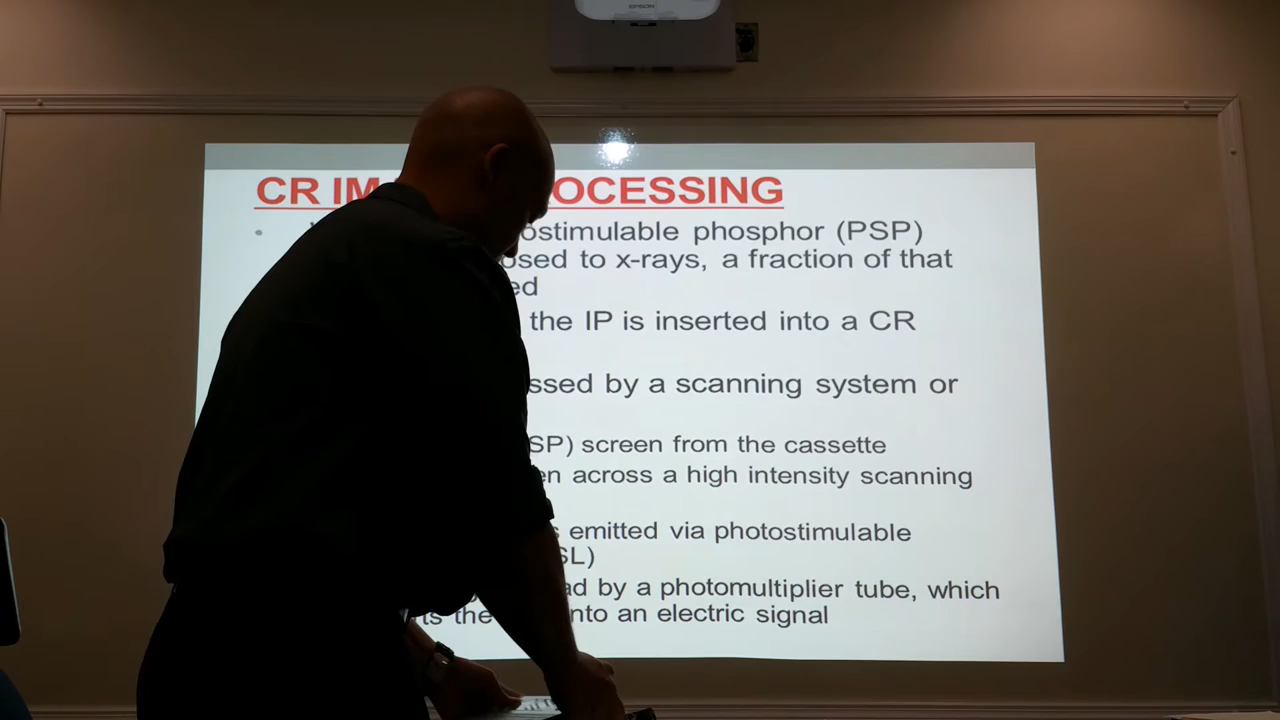 EPSON
CR IM OCESSING
ostimulable phosphor (PSP)
osed to x-rays, a fraction of that
ed
the IP is inserted into a CR
ssed by a scanning system or
SP) screen from the cassette
en across a high intensity scanning
s emitted via photostimulable
SL)
ad by a photomultiplier tube, which
ts the nto an electric signal